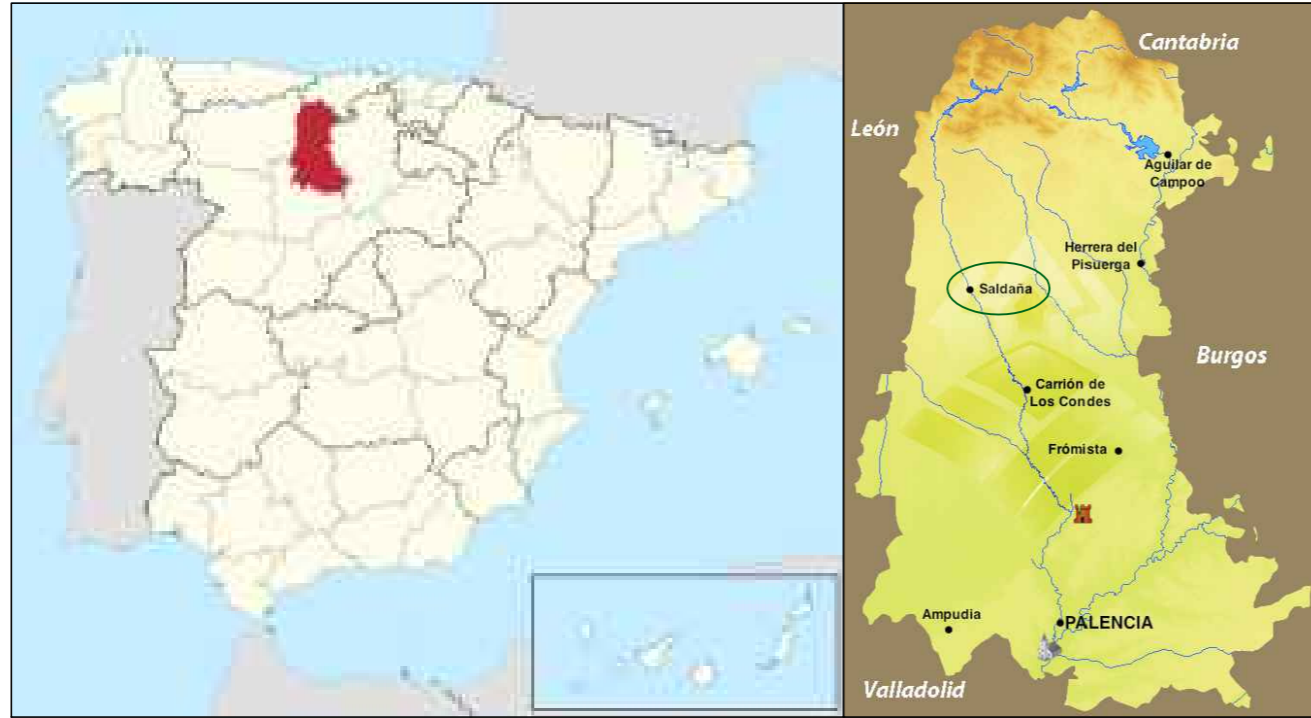 Cantabria
León
Aguilar de
Campoo
Herrera del
Pisuerga
Saldaña
Burgos
Carrión de
Los Condes
Frómista
Ampudia
PALENCIA
Valladolid